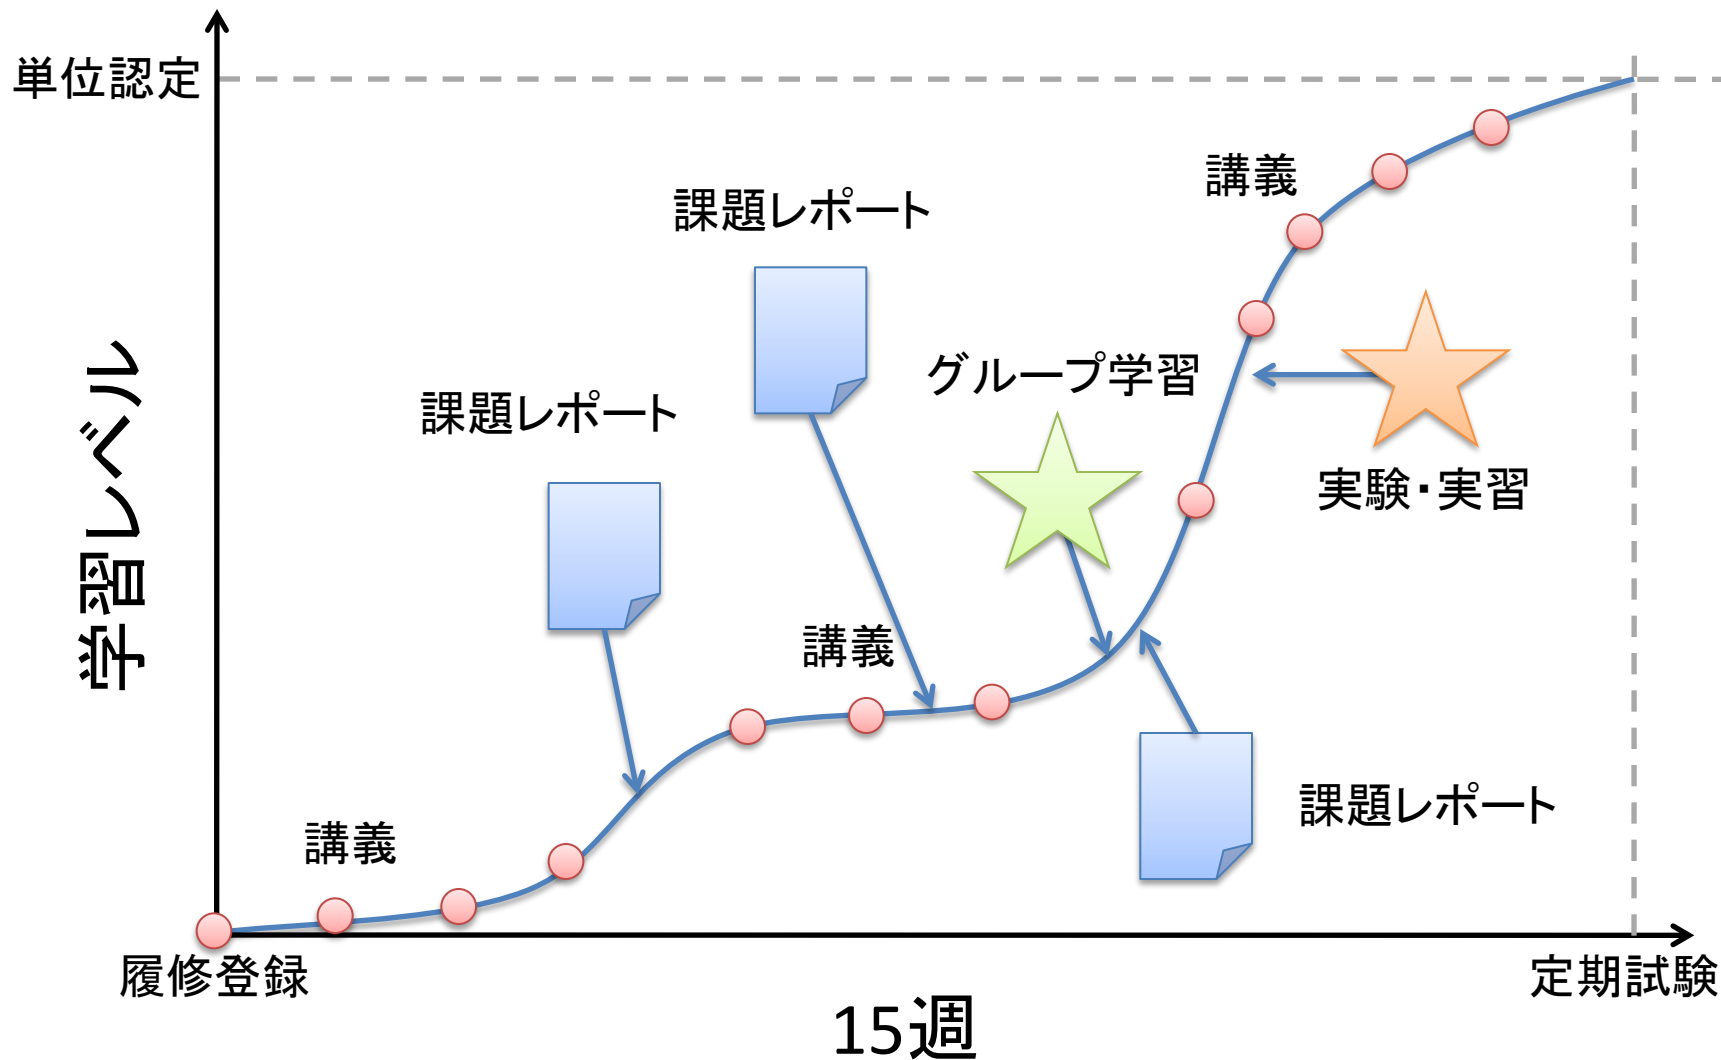 単位認定
講義
課題レポート
グループ学習
課題レポート
学習レベル
実験・実習
講義
課題レポート
講義
履修登録
定期試験
15週